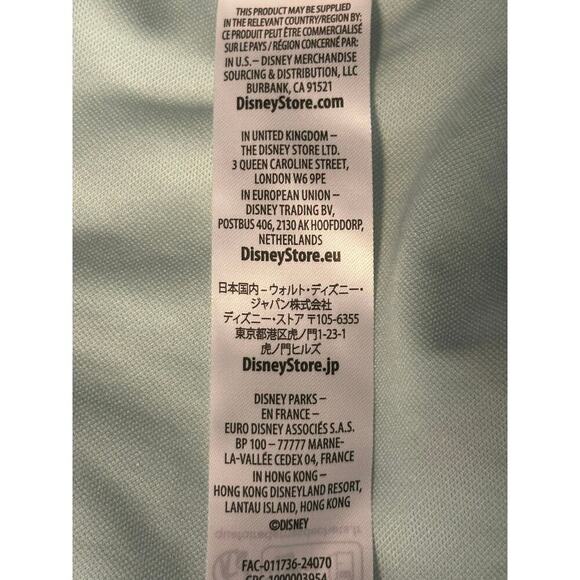 THIS PRODUCT MAY BE SUPPLIED
IN THE RELEVANT COUNTRY/REGION BY:
CE PRODUIT PEUT ÊTRE COMMERCIALISÉ
SUR LE PAYS / RÉGION CONCERNÉ PAR:
IN U.S. – DISNEY MERCHANDISE
SOURCING & DISTRIBUTION, LLC
BURBANK, CA 91521
DisneyStore.com
IN UNITED KINGDOM –
THE DISNEY STORE LTD.
3 QUEEN CAROLINE STREET,
LONDON W6 9PE
IN EUROPEAN UNION –
DISNEY TRADING BV,
POSTBUS 406, 2130 AK HOOFDDORP,
NETHERLANDS
DisneyStore.eu
日本国内 – ウォルト・ディズニー・
ジャパン株式会社
ディズニー・ストア 〒105-6355
東京都港区虎ノ門1-23-1
虎ノ門ヒルズ
DisneyStore.jp
DISNEY PARKS –
EN FRANCE –
EURO DISNEY ASSOCIÉS S.A.S.
BP 100 – 77777 MARNE-
LA-VALLÉE CEDEX 04, FRANCE
IN HONG KONG –
HONG KONG DISNEYLAND RESORT,
LANTAU ISLAND, HONG KONG
©DISNEY
FAC-011736-24070
CRC-1000003954